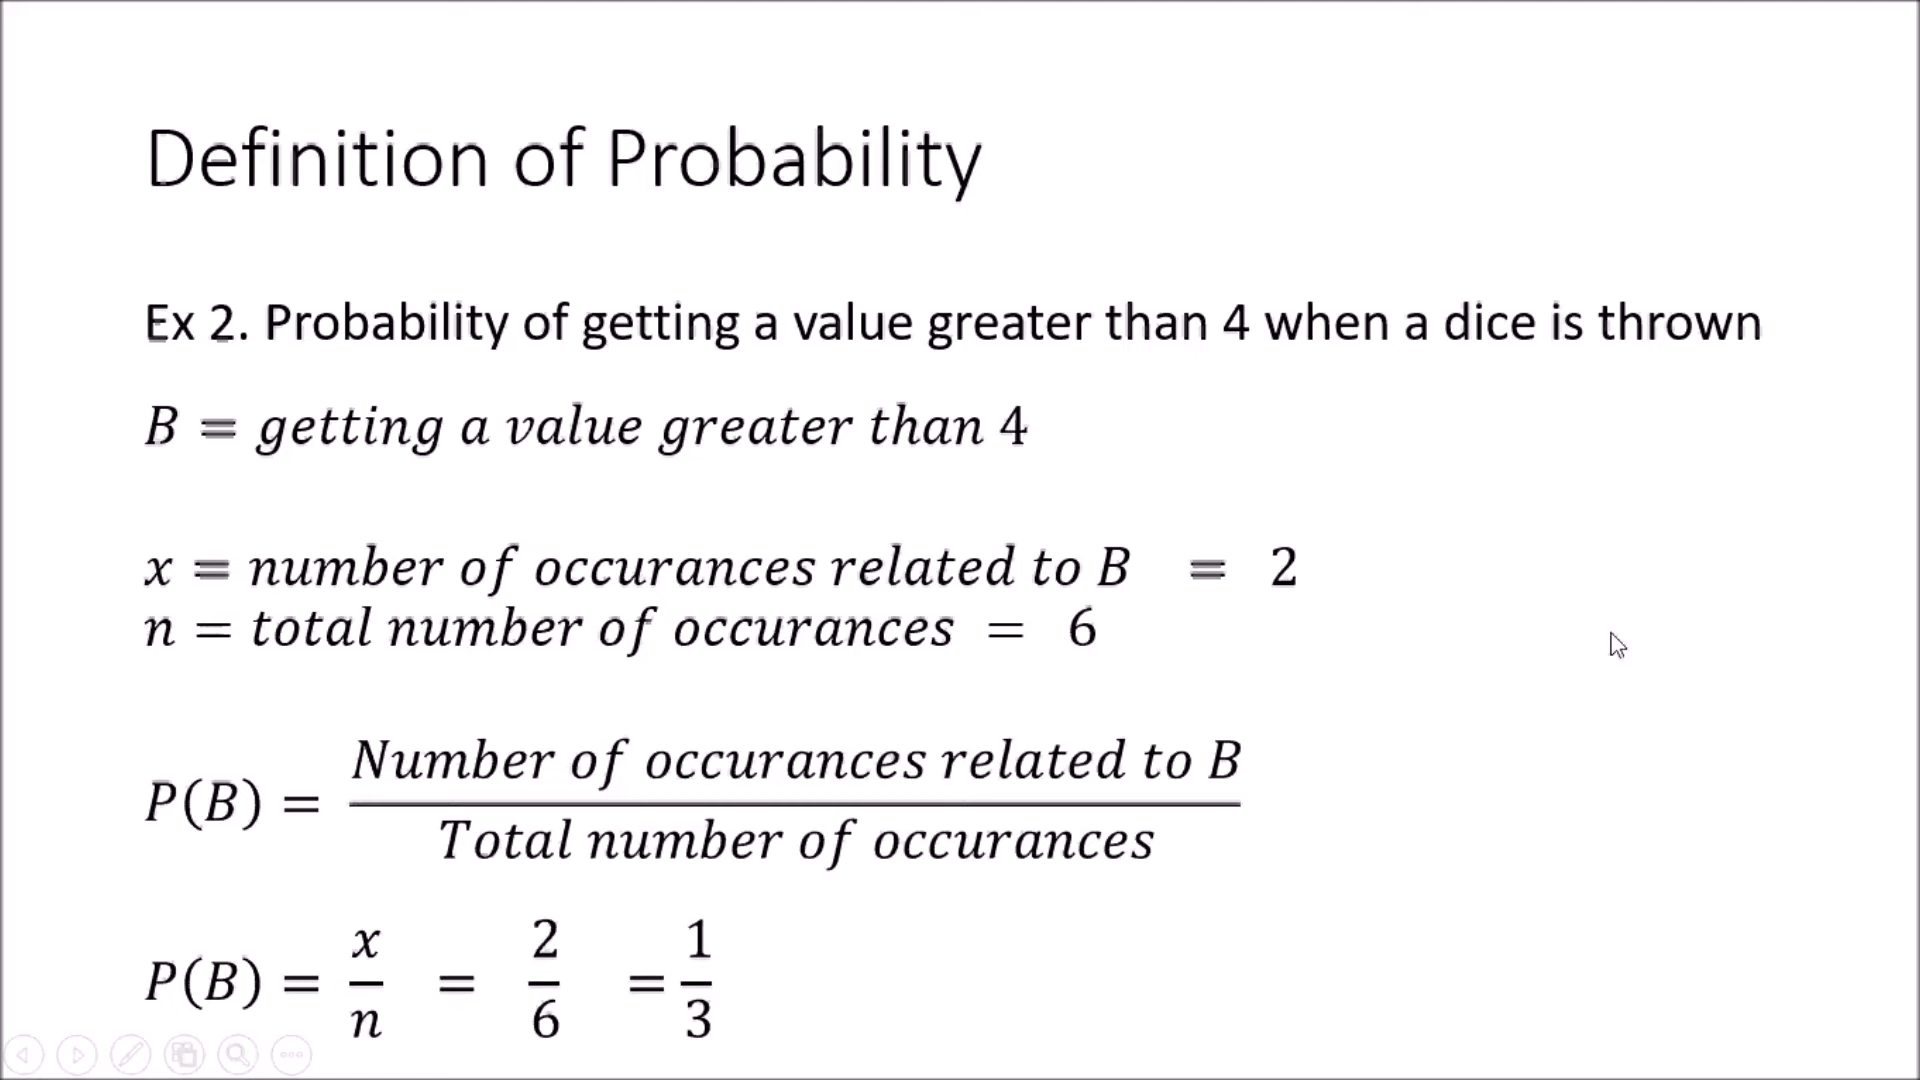 Definition of Probability
Ex 2. Probability of getting a value greater than 4 when a dice is thrown
B ≡ getting a value greater than 4
x ≡ number of occurances related to B ≡ 2
n = total number of occurances = 6
P(B) = Number of occurances related to B / Total number of occurances
P(B) = x/n = 2/6 = 1/3